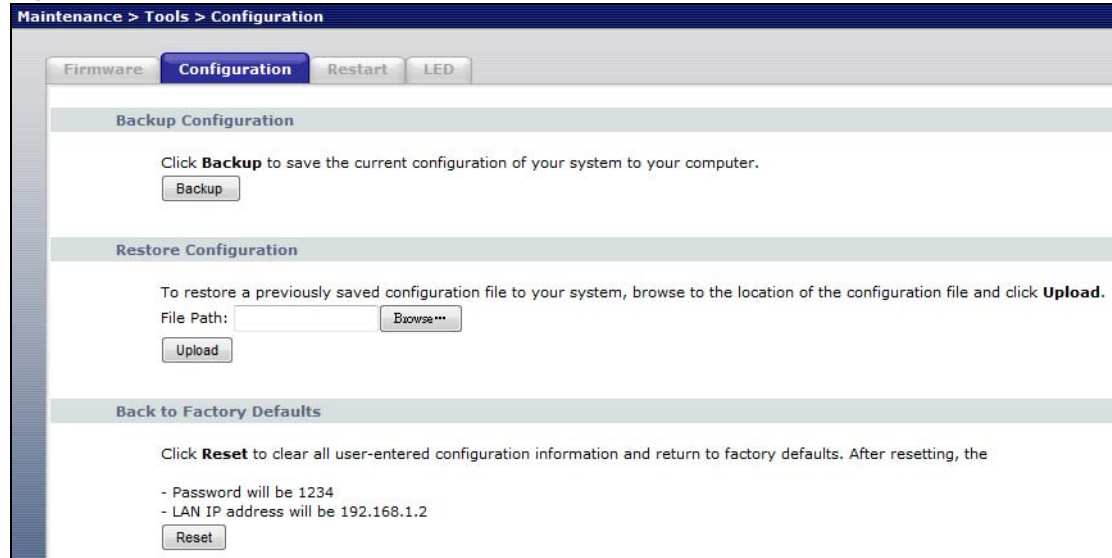 Maintenance > Tools > Configuration
Firmware Configuration Restart LED
Backup Configuration
Click Backup to save the current configuration of your system to your computer.
Backup
Restore Configuration
To restore a previously saved configuration file to your system, browse to the location of the configuration file and click Upload.
File Path: Browse...
Upload
Back to Factory Defaults
Click Reset to clear all user-entered configuration information and return to factory defaults. After resetting, the
- Password will be 1234
- LAN IP address will be 192.168.1.2
Reset